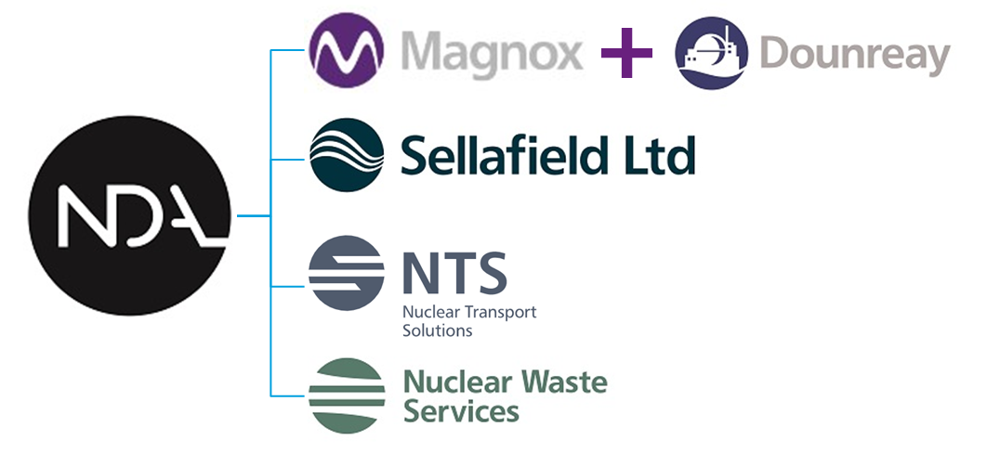 NDA
Magnox + Dounreay
Sellafield Ltd
NTS
Nuclear Transport
Solutions
Nuclear Waste
Services